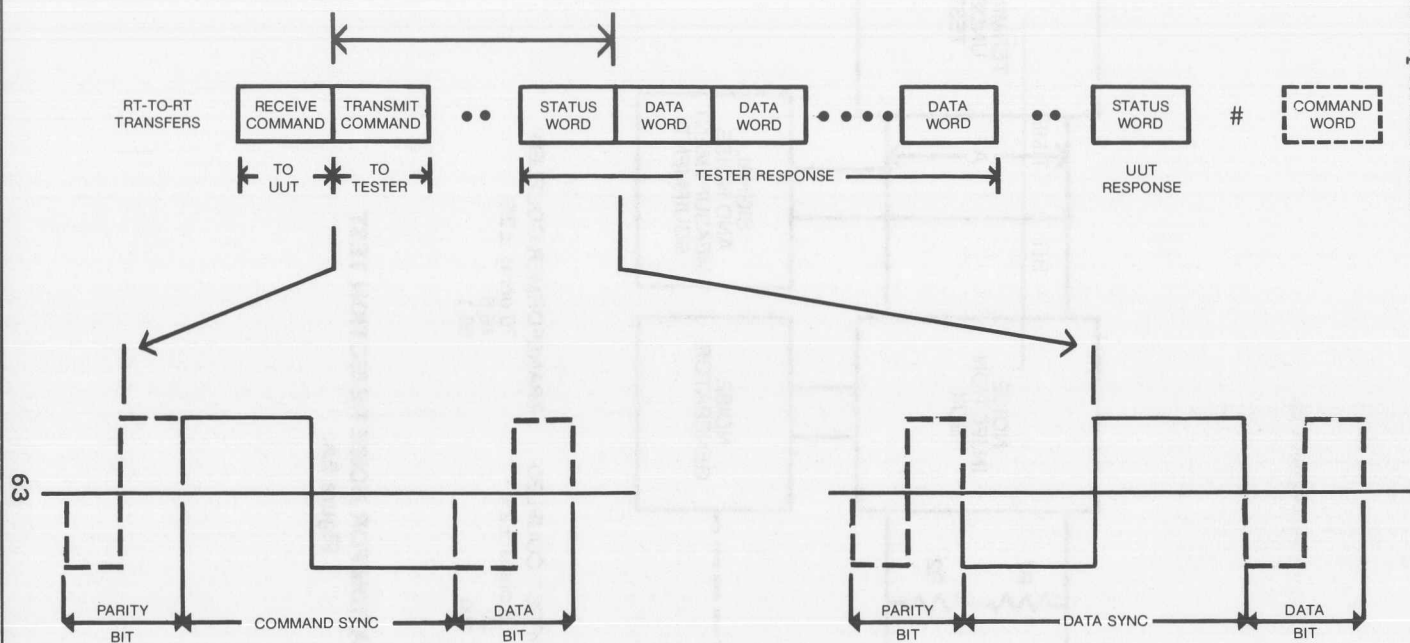 RT-TO-RT
TRANSFERS
RECEIVE
COMMAND
TRANSMIT
COMMAND
STATUS
WORD
DATA
WORD
DATA
WORD
DATA
WORD
STATUS
WORD
#
COMMAND
WORD
TO
UUT
TO
TESTER
TESTER RESPONSE
UUT
RESPONSE
63
PARITY
BIT
COMMAND SYNC
DATA
BIT
PARITY
BIT
DATA SYNC
DATA
BIT